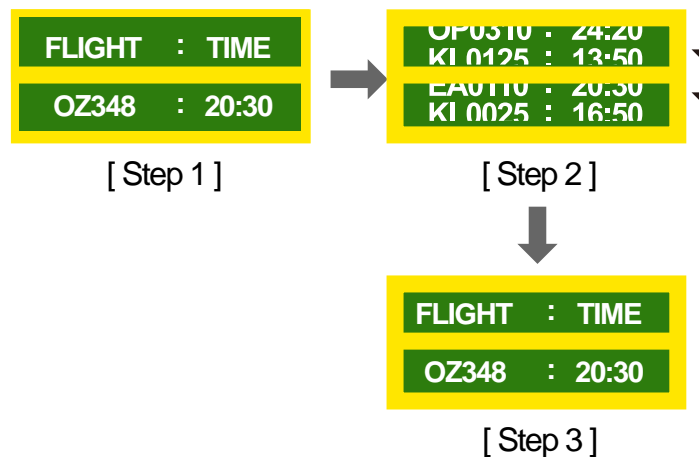 FLIGHT : TIME
OZ348 : 20:30
[ Step 1 ]
OP0310 : 24:20
KL0125 : 13:50
EA0110 : 20:30
KL0025 : 16:50
[ Step 2 ]
FLIGHT : TIME
OZ348 : 20:30
[ Step 3 ]